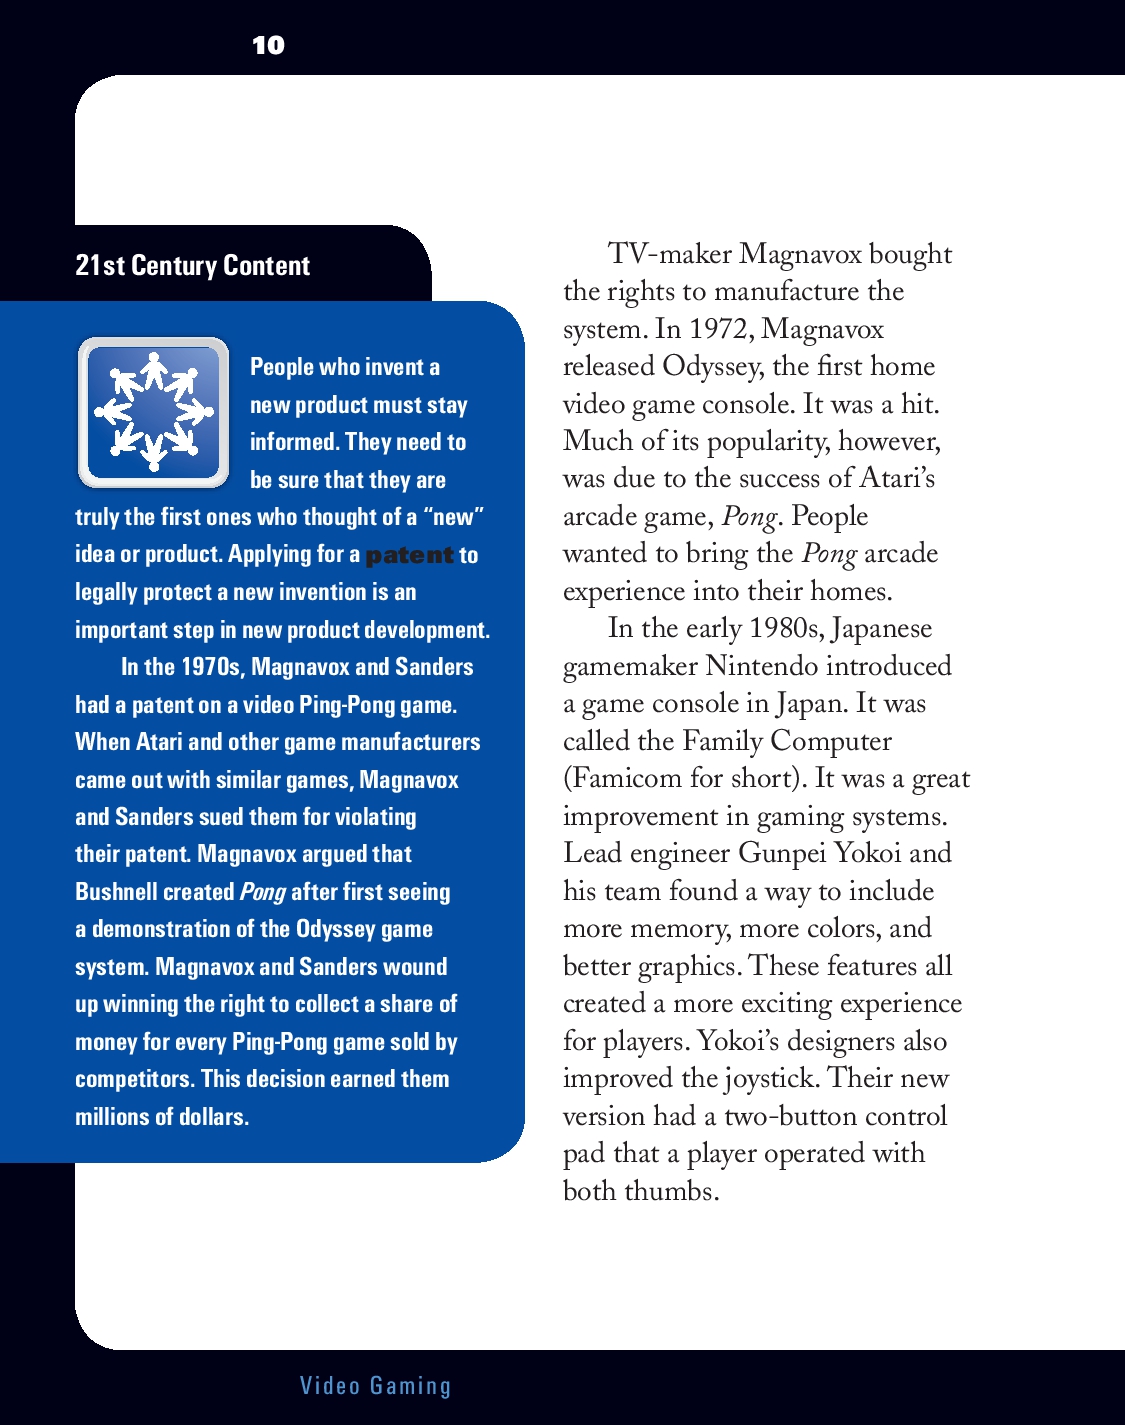 10
21st Century Content
People who invent a
new product must stay
informed. They need to
be sure that they are
truly the first ones who thought of a “new”
idea or product. Applying for a patent to
legally protect a new invention is an
important step in new product development.
In the 1970s, Magnavox and Sanders
had a patent on a video Ping-Pong game.
When Atari and other game manufacturers
came out with similar games, Magnavox
and Sanders sued them for violating
their patent. Magnavox argued that
Bushnell created Pong after first seeing
a demonstration of the Odyssey game
system. Magnavox and Sanders wound
up winning the right to collect a share of
money for every Ping-Pong game sold by
competitors. This decision earned them
millions of dollars.
TV-maker Magnavox bought
the rights to manufacture the
system. In 1972, Magnavox
released Odyssey, the first home
video game console. It was a hit.
Much of its popularity, however,
was due to the success of Atari’s
arcade game, Pong. People
wanted to bring the Pong arcade
experience into their homes.
In the early 1980s, Japanese
gamemaker Nintendo introduced
a game console in Japan. It was
called the Family Computer
(Famicom for short). It was a great
improvement in gaming systems.
Lead engineer Gunpei Yokoi and
his team found a way to include
more memory, more colors, and
better graphics. These features all
created a more exciting experience
for players. Yokoi’s designers also
improved the joystick. Their new
version had a two-button control
pad that a player operated with
both thumbs.
Video Gaming